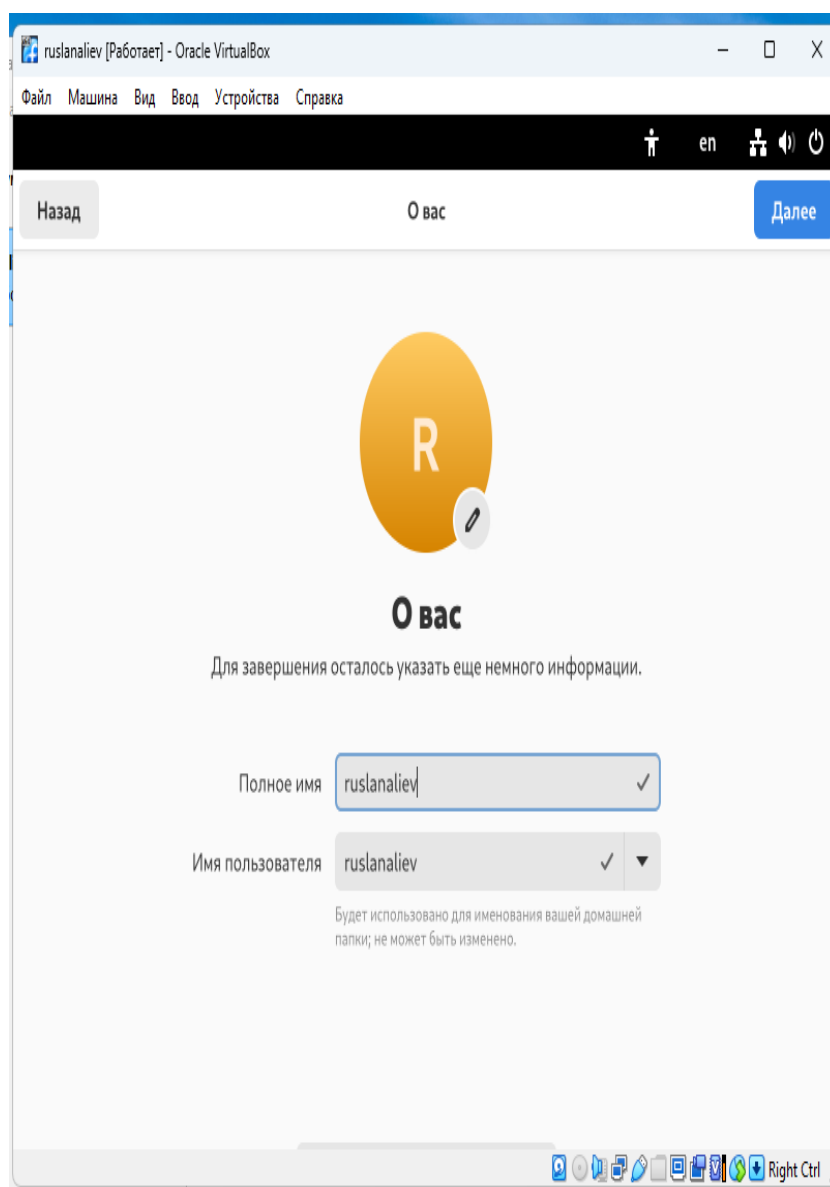 ruslanaliev [Работает] - Oracle VirtualBox
Файл Машина Вид Ввод Устройства Справка
en
Назад О вас Далее
R
О вас
Для завершения осталось указать еще немного информации.
Полное имя ruslanaliev
Имя пользователя ruslanaliev
Будет использовано для именования вашей домашней
папки; не может быть изменено.
Right Ctrl